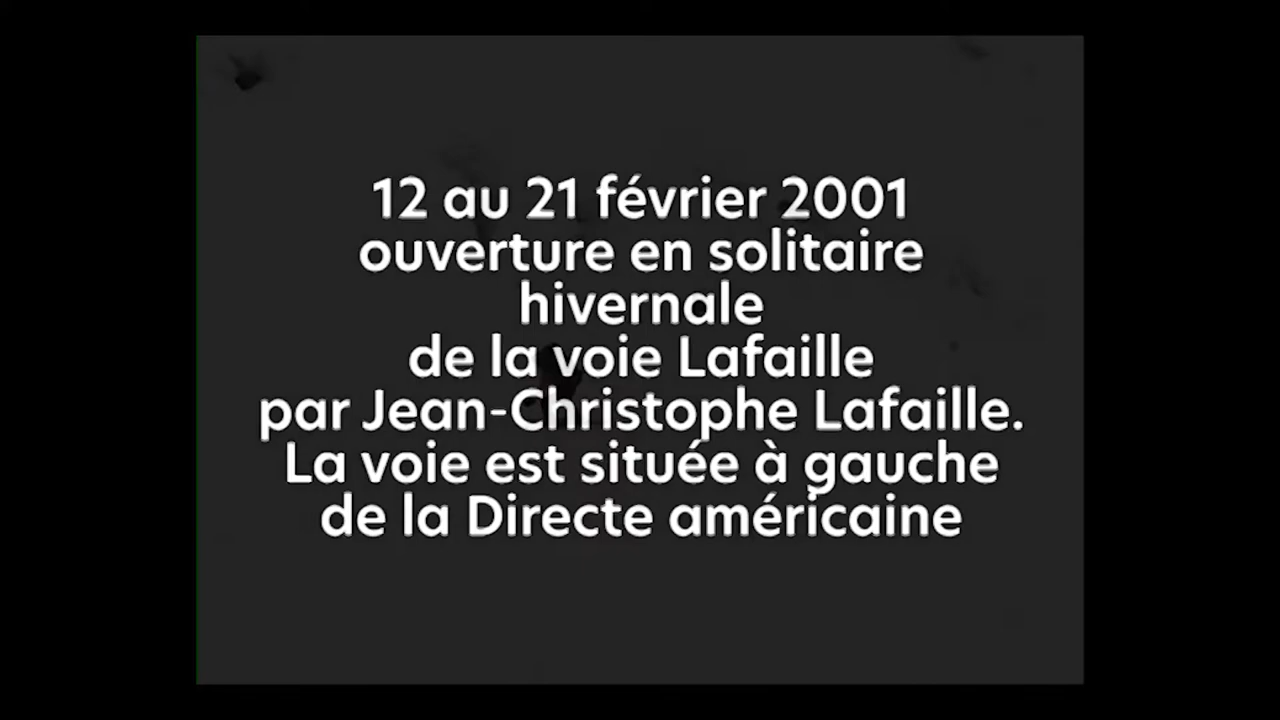 12 au 21 février 2001
ouverture en solitaire
hivernale
de la voie Lafaille
par Jean-Christophe Lafaille.
La voie est située à gauche
de la Directe américaine